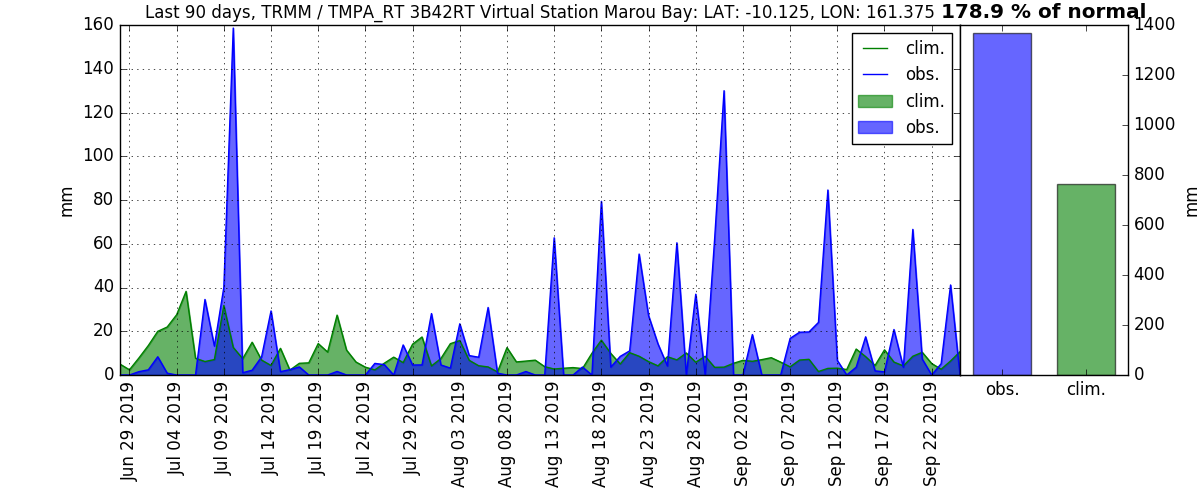 Last 90 days, TRMM / TMPA_RT 3B42RT Virtual Station Marou Bay: LAT: -10.125, LON: 161.375 178.9 % of normal
160
140
120
100
80
60
40
20
0
mm
clim.
obs.
clim.
obs.
1400
1200
1000
800
600
400
200
0
mm
Jun 29 2019
Jul 04 2019
Jul 09 2019
Jul 14 2019
Jul 19 2019
Jul 24 2019
Jul 29 2019
Aug 03 2019
Aug 08 2019
Aug 13 2019
Aug 18 2019
Aug 23 2019
Aug 28 2019
Sep 02 2019
Sep 07 2019
Sep 12 2019
Sep 17 2019
Sep 22 2019
obs.
clim.